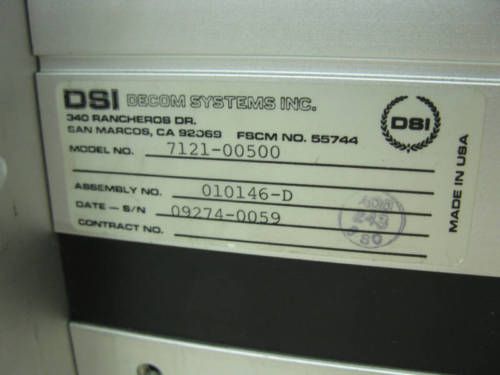 DSI DECOM SYSTEMS INC.
340 RANCHEROS DR.
SAN MARCOS, CA 92069 FSCM NO. 55744
DSI
MODEL NO. 7121-00500
ASSEMBLY NO. 010146-D
DATE — S/N 09274-0059
CONTRACT NO.
MADE IN USA